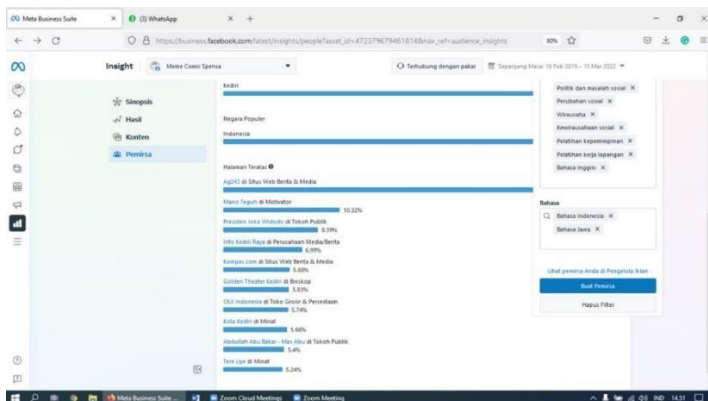 Meta Business Suite
(3) WhatsApp
https://business.facebook.com/latest/insights/people?asset_id=472379679461814&nav_ref=audience_insights
80%
Insight
Meme Comic Spensa
Terhubung dengan pakar
Sepanjang Masa: 18 Feb 2019 – 15 Mar 2022
Sinopsis
Hasil
Konten
Pemirsa
Kediri
Negara Populer
Indonesia
Halaman Teratas
Ag243 di Situs Web Berita & Media
Mario Teguh di Motivator
10.32%
Presiden Joko Widodo di Tokoh Publik
Info Kediri Raya di Perusahaan Media/Berita
6.99%
Kompas.com di Situs Web Berita & Media
5.88%
Golden Theater Kediri di Bioskop
5.83%
OLX Indonesia di Toko Grosir & Persediaan
5.74%
Kota Kediri di Minat
5.66%
Abdullah Abu Bakar - Mas Abu di Tokoh Publik
5.4%
Tere Liye di Minat
5.24%
Politik dan masalah sosial
Perubahan sosial
Wirausaha
Kewirausahaan sosial
Pelatihan kepemimpinan
Pelatihan kerja lapangan
Bahasa Inggris
Bahasa
Bahasa Indonesia
Bahasa Jawa
Lihat pemirsa Anda di Pengelola Iklan
Buat Pemirsa
Hapus Filter
Meta Business Suite ...
Zoom Cloud Meetings
Zoom Meeting
IND
14.51